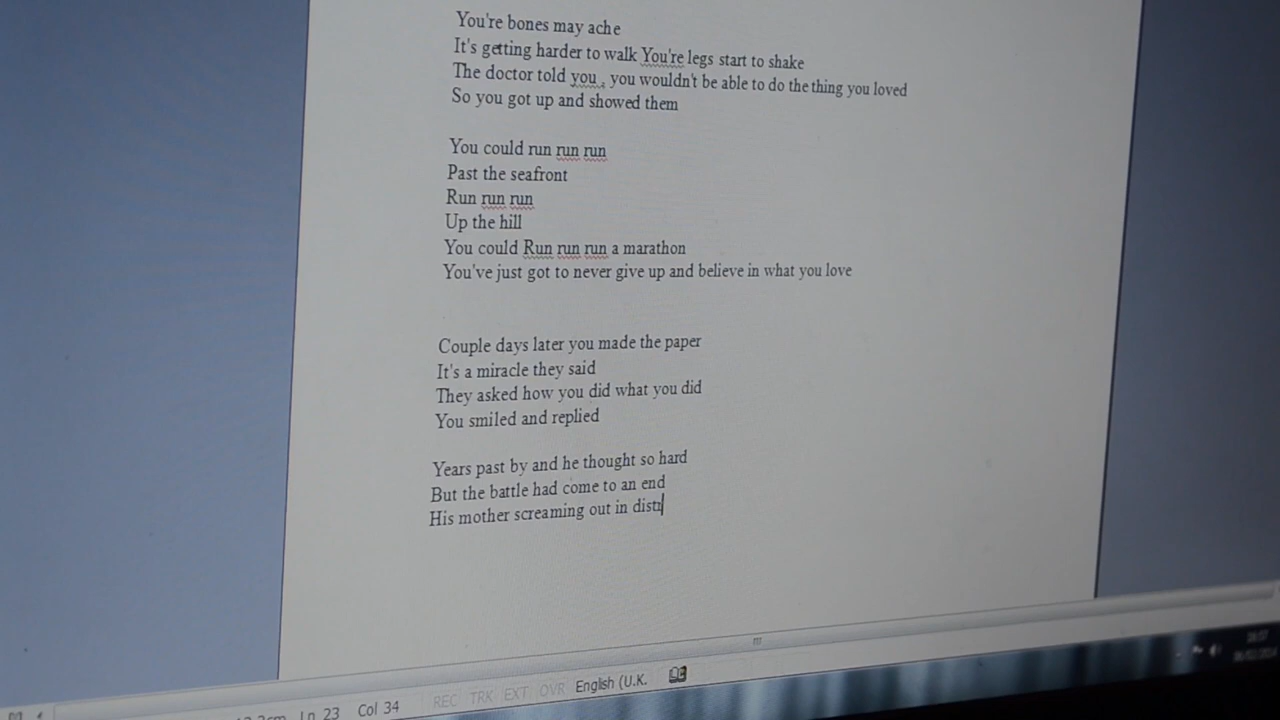 You're bones may ache
It's getting harder to walk You're legs start to shake
The doctor told you , you wouldn't be able to do the thing you loved
So you got up and showed them
You could run run run
Past the seafront
Run run run
Up the hill
You could Run run run a marathon
You've just got to never give up and believe in what you love
Couple days later you made the paper
It's a miracle they said
They asked how you did what you did
You smiled and replied
Years past by and he thought so hard
But the battle had come to an end
His mother screaming out in distr
Ln 23 Col 34 REC TRK EXT OVR English (U.K.